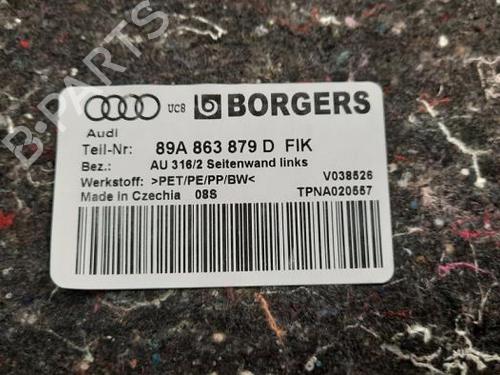 B-PARTS
UC8 BORGERS
Audi
Teil-Nr: 89A 863 879 D FIK
Bez.: AU 316/2 Seitenwand links
Werkstoff: >PET/PE/PP/BW< V038526
Made in Czechia 08S TPNA020557